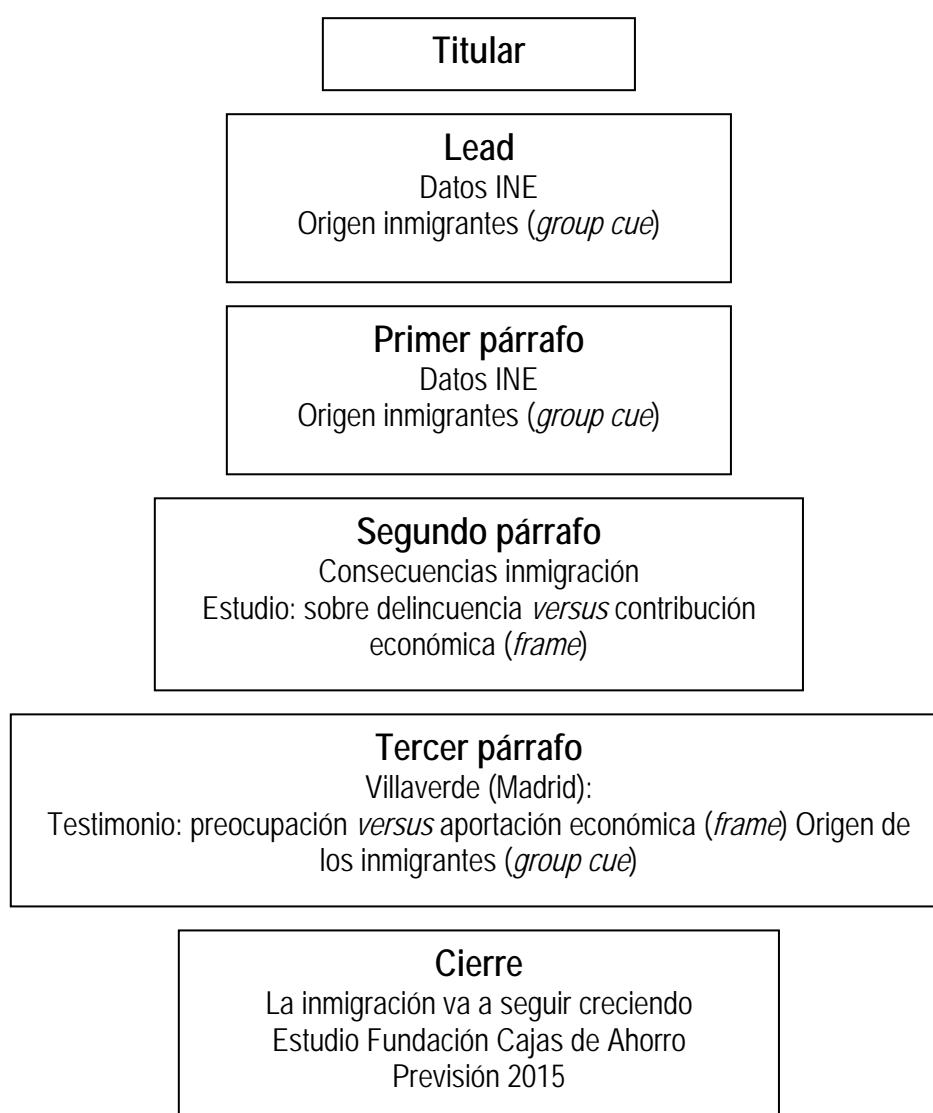 Titular
Lead
Datos INE
Origen inmigrantes (group cue)
Primer párrafo
Datos INE
Origen inmigrantes (group cue)
Segundo párrafo
Consecuencias inmigración
Estudio: sobre delincuencia versus contribución
económica (frame)
Tercer párrafo
Villaverde (Madrid):
Testimonio: preocupación versus aportación económica (frame) Origen de
los inmigrantes (group cue)
Cierre
La inmigración va a seguir creciendo
Estudio Fundación Cajas de Ahorro
Previsión 2015